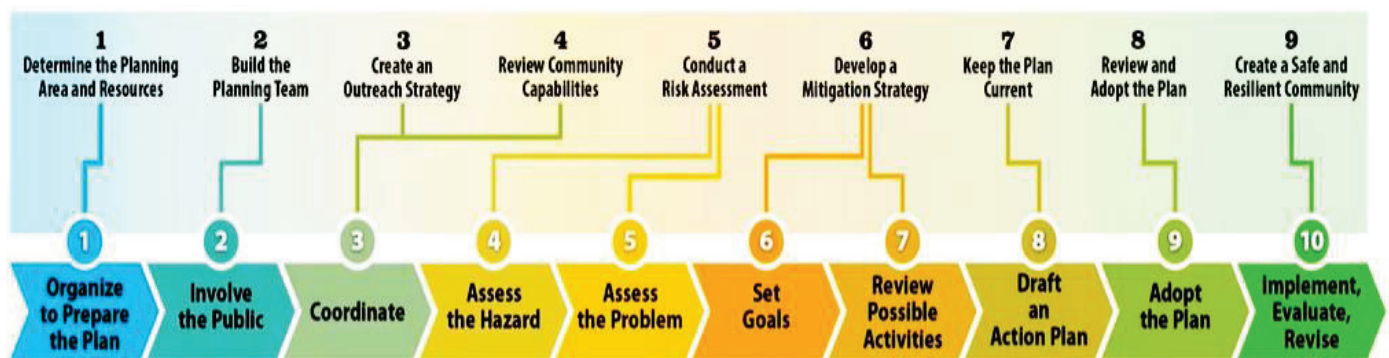 1
Determine the Planning
Area and Resources
2
Build the
Planning Team
3
Create an
Outreach Strategy
4
Review Community
Capabilities
5
Conduct a
Risk Assessment
6
Develop a
Mitigation Strategy
7
Keep the Plan
Current
8
Review and
Adopt the Plan
9
Create a Safe and
Resilient Community
1
Organize
to Prepare
the Plan
2
Involve
the Public
3
Coordinate
4
Assess
the Hazard
5
Assess
the Problem
6
Set
Goals
7
Review
Possible
Activities
8
Draft
an
Action Plan
9
Adopt
the Plan
10
Implement,
Evaluate,
Revise